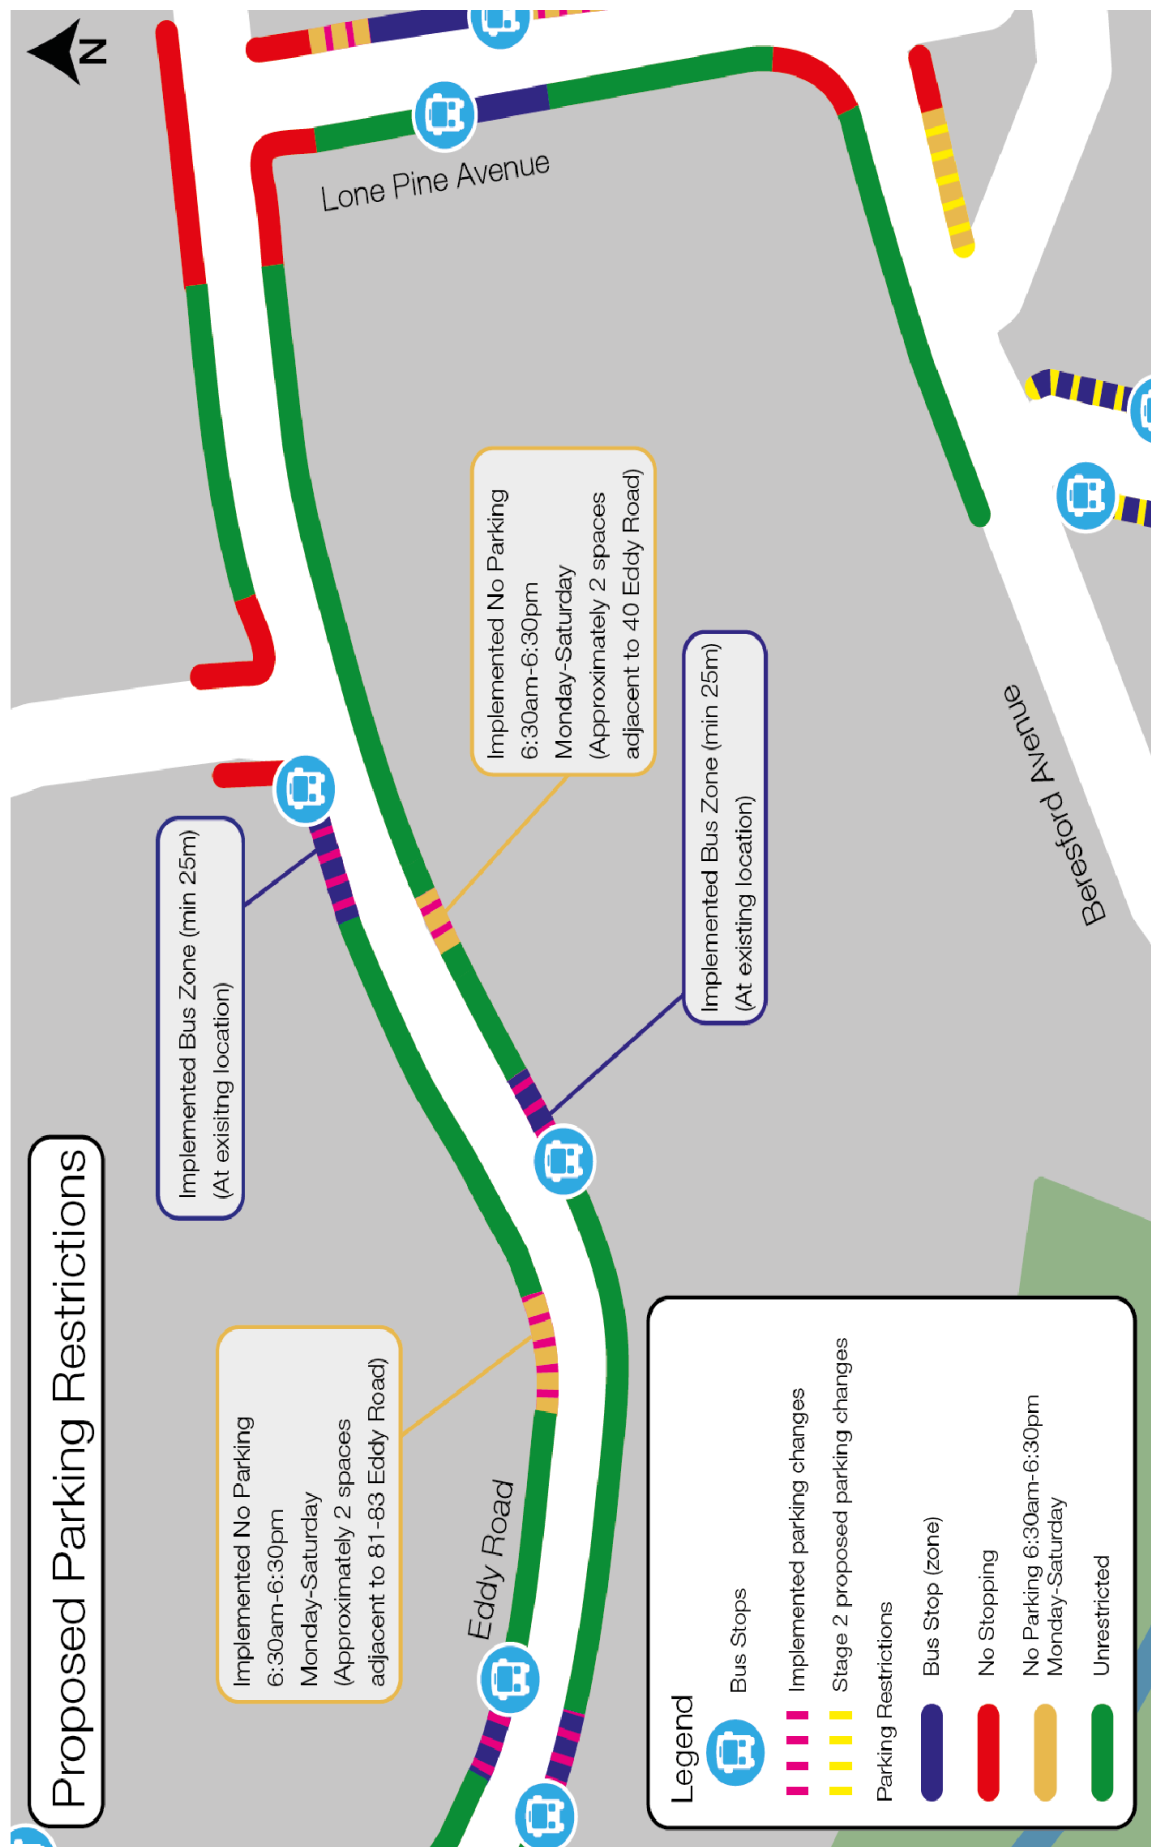 Proposed Parking Restrictions
N
Implemented Bus Zone (min 25m)
(At exisitng location)
Implemented No Parking
6:30am-6:30pm
Monday-Saturday
(Approximately 2 spaces
adjacent to 81-83 Eddy Road)
Lone Pine Avenue
Implemented No Parking
6:30am-6:30pm
Monday-Saturday
(Approximately 2 spaces
adjacent to 40 Eddy Road)
Eddy Road
Implemented Bus Zone (min 25m)
(At existing location)
Beresford Avenue
Legend
Bus Stops
Implemented parking changes
Stage 2 proposed parking changes
Parking Restrictions
Bus Stop (zone)
No Stopping
No Parking 6:30am-6:30pm
Monday-Saturday
Unrestricted